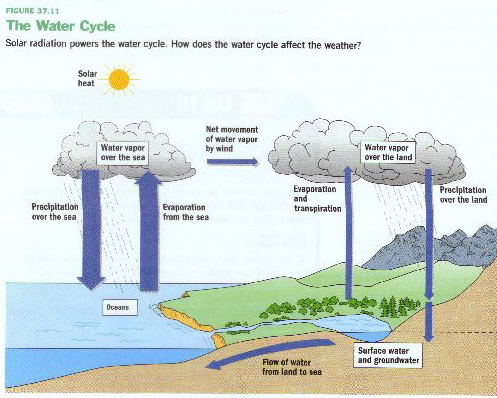 FIGURE 37.11
The Water Cycle
Solar radiation powers the water cycle. How does the water cycle affect the weather?
Solar
heat
Water vapor
over the sea
Net movement
of water vapor
by wind
Water vapor
over the land
Precipitation
over the sea
Evaporation
from the sea
Evaporation
and
transpiration
Precipitation
over the land
Oceans
Surface water
and groundwater
Flow of water
from land to sea